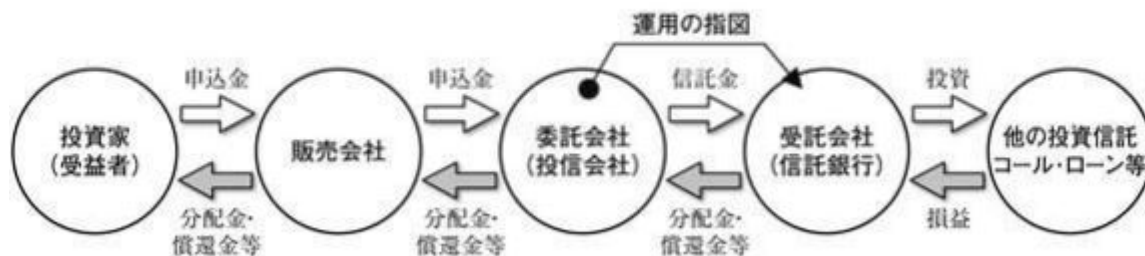 運用の指図
申込金
申込金
信託金
投資
投資家
(受益者)
販売会社
委託会社
(投信会社)
受託会社
(信託銀行)
他の投資信託
コール・ローン等
分配金・
償還金等
分配金・
償還金等
分配金・
償還金等
損益